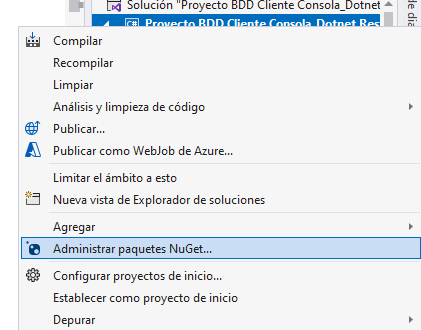 Solución "Proyecto BDD Cliente Consola_Dotnet
C# Proyecto BDD Cliente Consola_Dotnet Res
de dia
Compilar
Recompilar
Limpiar
Análisis y limpieza de código
Publicar...
Publicar como WebJob de Azure...
Limitar el ámbito a esto
Nueva vista de Explorador de soluciones
Agregar
Administrar paquetes NuGet...
Configurar proyectos de inicio...
Establecer como proyecto de inicio
Depurar